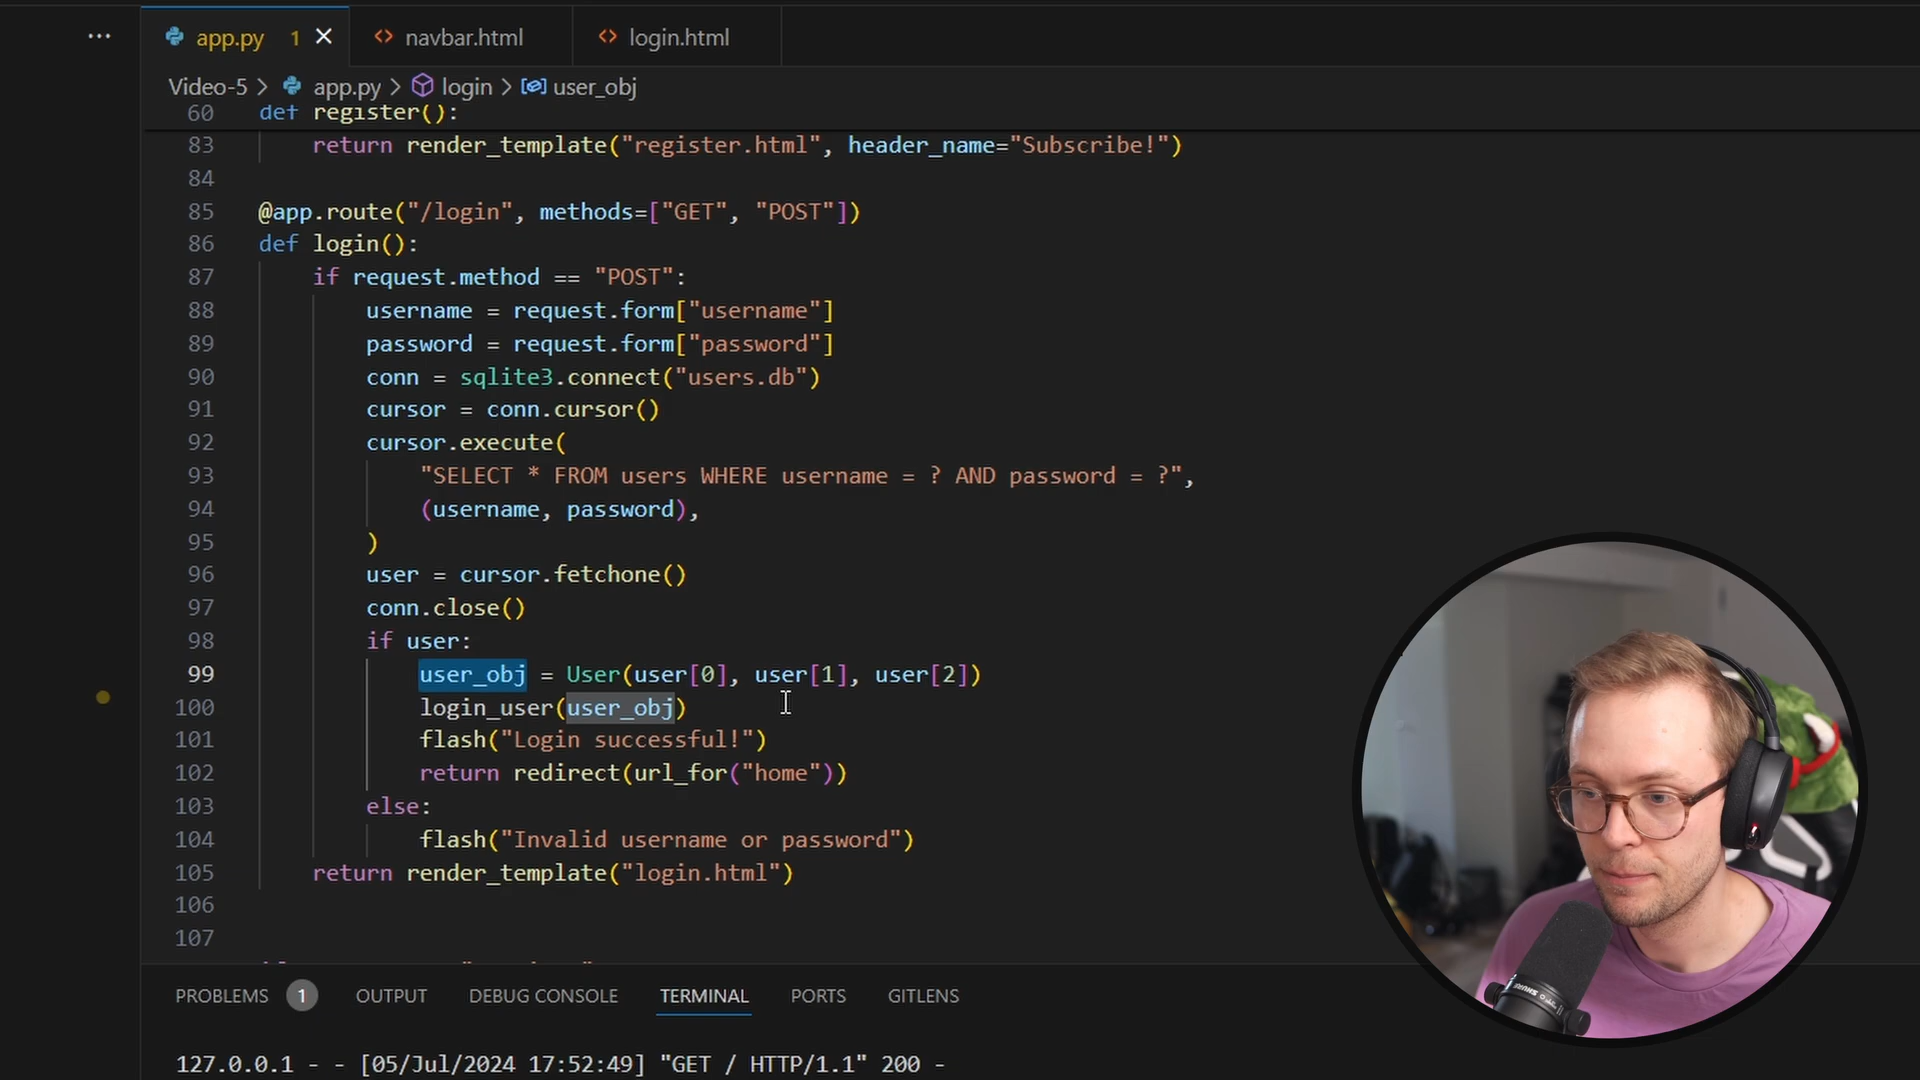 ... app.py 1 × <> navbar.html <> login.html
Video-5 > app.py > login > user_obj
60 def register():
83 return render_template("register.html", header_name="Subscribe!")
84
85 @app.route("/login", methods=["GET", "POST"])
86 def login():
87 if request.method == "POST":
88 username = request.form["username"]
89 password = request.form["password"]
90 conn = sqlite3.connect("users.db")
91 cursor = conn.cursor()
92 cursor.execute(
93 "SELECT * FROM users WHERE username = ? AND password = ?",
94 (username, password),
95 )
96 user = cursor.fetchone()
97 conn.close()
98 if user:
99 user_obj = User(user[0], user[1], user[2])
100 login_user(user_obj)
101 flash("Login successful!")
102 return redirect(url_for("home"))
103 else:
104 flash("Invalid username or password")
105 return render_template("login.html")
106
107
PROBLEMS 1 OUTPUT DEBUG CONSOLE TERMINAL PORTS GITLENS
127.0.0.1 - - [05/Jul/2024 17:52:49] "GET / HTTP/1.1" 200 -
SHURE